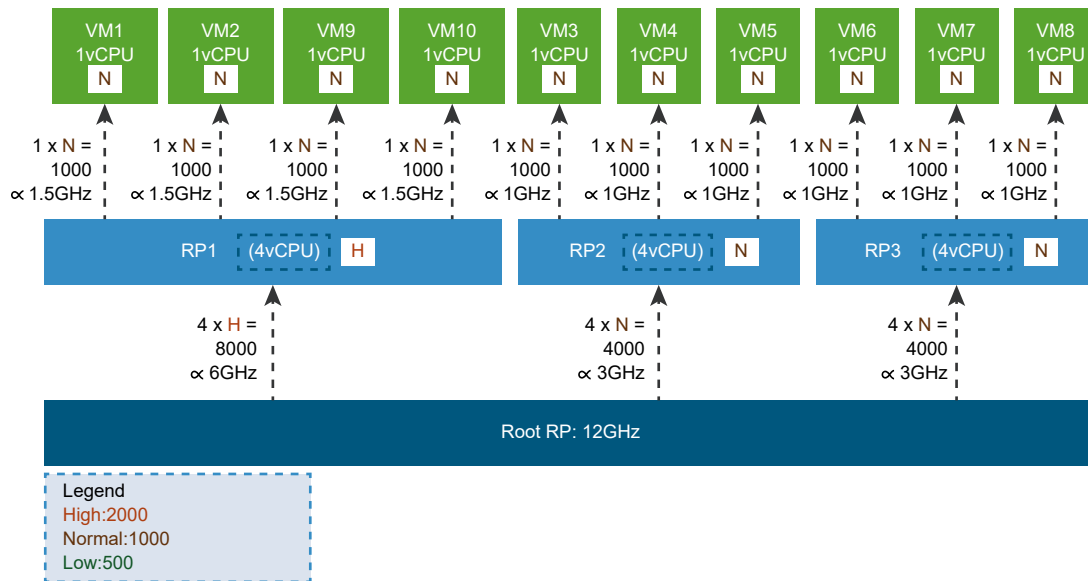 VM1
1vCPU
N
VM2
1vCPU
N
VM9
1vCPU
N
VM10
1vCPU
N
VM3
1vCPU
N
VM4
1vCPU
N
VM5
1vCPU
N
VM6
1vCPU
N
VM7
1vCPU
N
VM8
1vCPU
N
1 x N =
1000
∝ 1.5GHz
1 x N =
1000
∝ 1.5GHz
1 x N =
1000
∝ 1.5GHz
1 x N =
1000
∝ 1.5GHz
1 x N =
1000
∝ 1GHz
1 x N =
1000
∝ 1GHz
1 x N =
1000
∝ 1GHz
1 x N =
1000
∝ 1GHz
1 x N =
1000
∝ 1GHz
1 x N =
1000
∝ 1GHz
RP1 (4vCPU) H
RP2 (4vCPU) N
RP3 (4vCPU) N
4 x H =
8000
∝ 6GHz
4 x N =
4000
∝ 3GHz
4 x N =
4000
∝ 3GHz
Root RP: 12GHz
Legend
High:2000
Normal:1000
Low:500